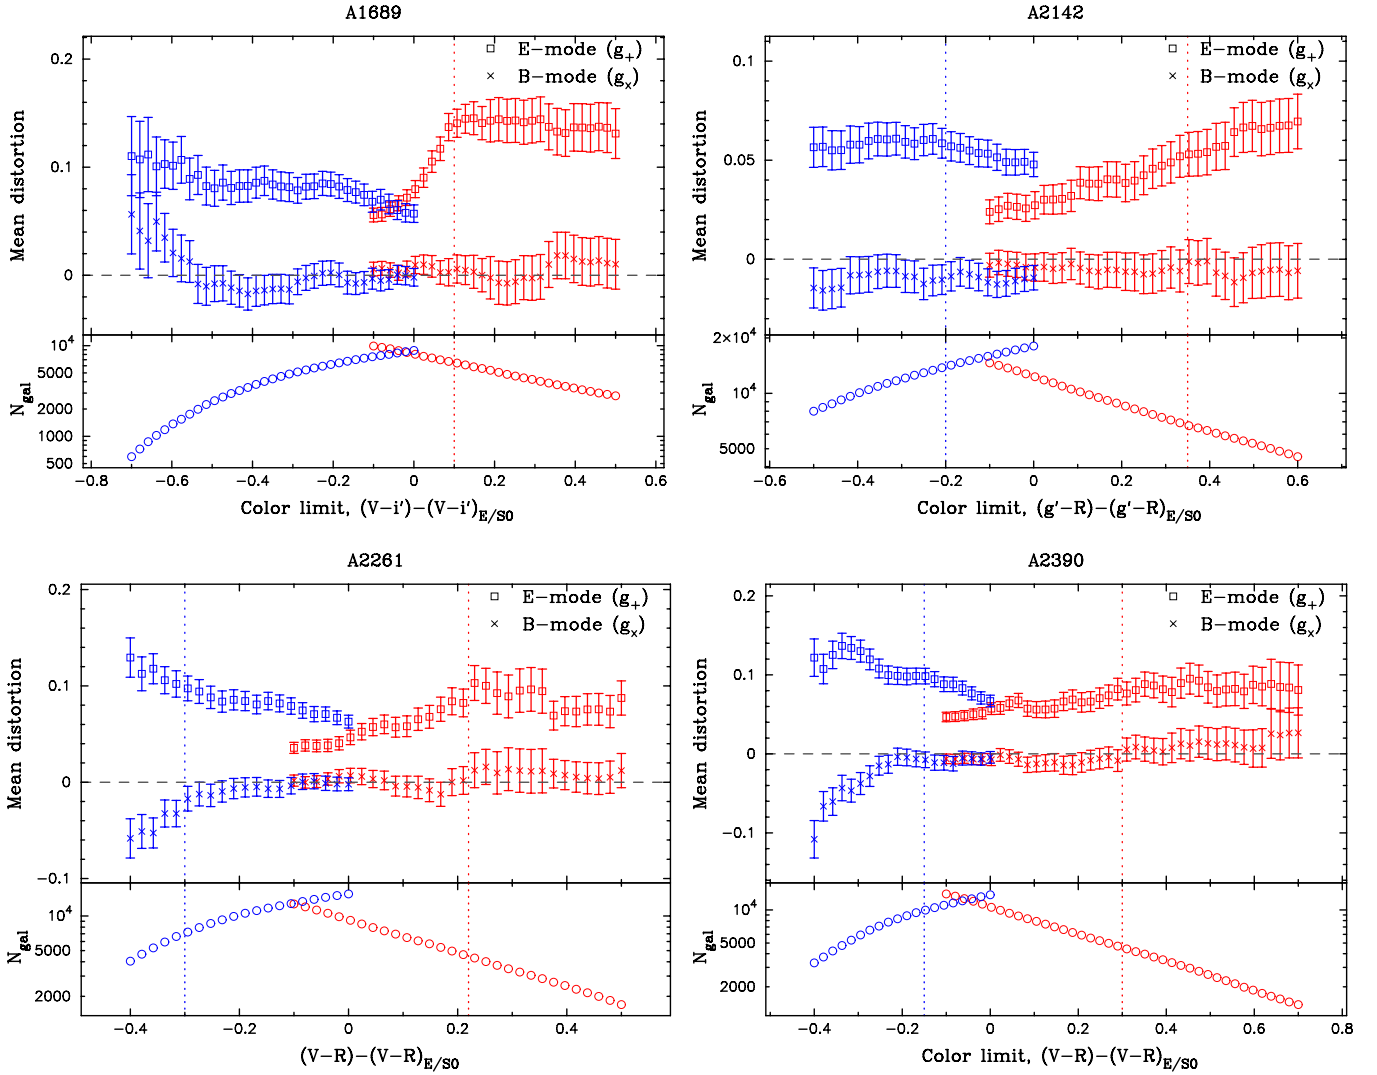 A1689
E−mode (g+)
B−mode (gx)
Mean distortion
0.2
0.1
0
Ngal
10^4
5000
2000
1000
500
−0.8 −0.6 −0.4 −0.2 0 0.2 0.4 0.6
Color limit, (V−i′)−(V−i′)E/S0
A2142
E−mode (g+)
B−mode (gx)
Mean distortion
0.1
0.05
0
Ngal
2×10^4
10^4
5000
−0.6 −0.4 −0.2 0 0.2 0.4 0.6
Color limit, (g′−R)−(g′−R)E/S0
A2261
E−mode (g+)
B−mode (gx)
Mean distortion
0.2
0.1
0
−0.1
Ngal
10^4
5000
2000
−0.4 −0.2 0 0.2 0.4
(V−R)−(V−R)E/S0
A2390
E−mode (g+)
B−mode (gx)
Mean distortion
0.2
0.1
0
−0.1
Ngal
10^4
5000
2000
−0.4 −0.2 0 0.2 0.4 0.6 0.8
Color limit, (V−R)−(V−R)E/S0